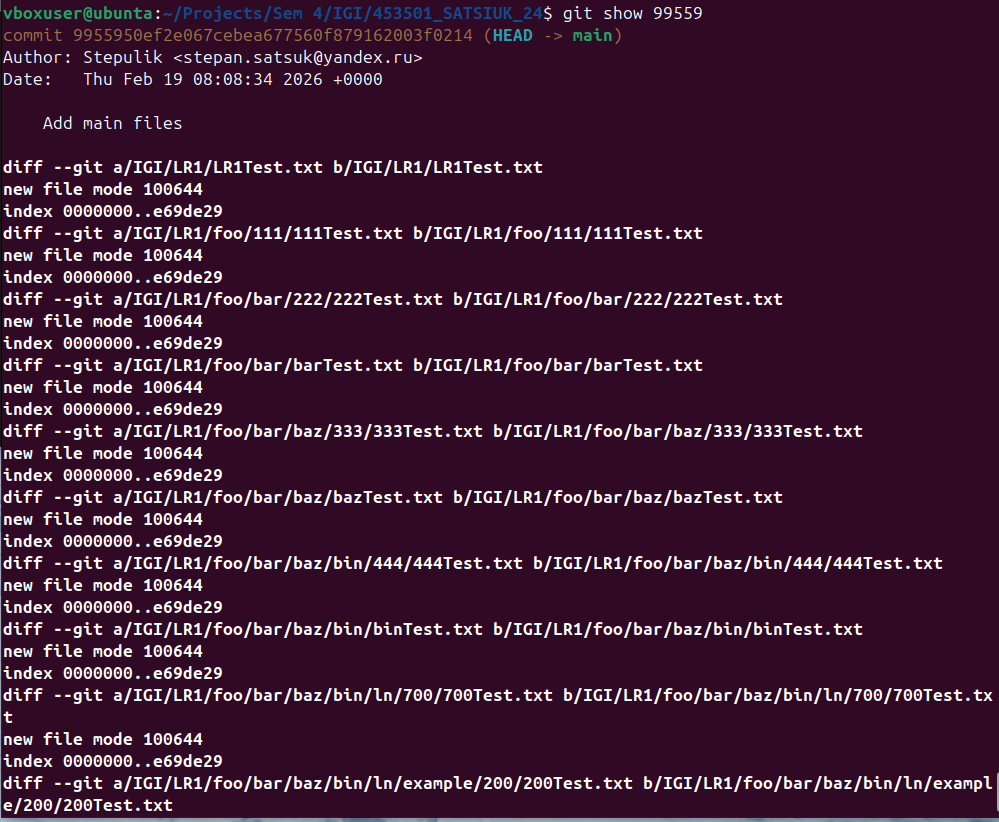 vboxuser@ubuntu:~/Projects/Sem 4/IGI/453501_SATSIUK_24$ git show 99559
commit 9955950ef2e067cebea677560f879162003f0214 (HEAD -> main)
Author: Stepulik <stepan.satsuk@yandex.ru>
Date:   Thu Feb 19 08:08:34 2026 +0000

    Add main files

diff --git a/IGI/LR1/LR1Test.txt b/IGI/LR1/LR1Test.txt
new file mode 100644
index 0000000..e69de29
diff --git a/IGI/LR1/foo/111/111Test.txt b/IGI/LR1/foo/111/111Test.txt
new file mode 100644
index 0000000..e69de29
diff --git a/IGI/LR1/foo/bar/222/222Test.txt b/IGI/LR1/foo/bar/222/222Test.txt
new file mode 100644
index 0000000..e69de29
diff --git a/IGI/LR1/foo/bar/barTest.txt b/IGI/LR1/foo/bar/barTest.txt
new file mode 100644
index 0000000..e69de29
diff --git a/IGI/LR1/foo/bar/baz/333/333Test.txt b/IGI/LR1/foo/bar/baz/333/333Test.txt
new file mode 100644
index 0000000..e69de29
diff --git a/IGI/LR1/foo/bar/baz/bazTest.txt b/IGI/LR1/foo/bar/baz/bazTest.txt
new file mode 100644
index 0000000..e69de29
diff --git a/IGI/LR1/foo/bar/baz/bin/444/444Test.txt b/IGI/LR1/foo/bar/baz/bin/444/444Test.txt
new file mode 100644
index 0000000..e69de29
diff --git a/IGI/LR1/foo/bar/baz/bin/binTest.txt b/IGI/LR1/foo/bar/baz/bin/binTest.txt
new file mode 100644
index 0000000..e69de29
diff --git a/IGI/LR1/foo/bar/baz/bin/ln/700/700Test.txt b/IGI/LR1/foo/bar/baz/bin/ln/700/700Test.tx
t
new file mode 100644
index 0000000..e69de29
diff --git a/IGI/LR1/foo/bar/baz/bin/ln/example/200/200Test.txt b/IGI/LR1/foo/bar/baz/bin/ln/exampl
e/200/200Test.txt